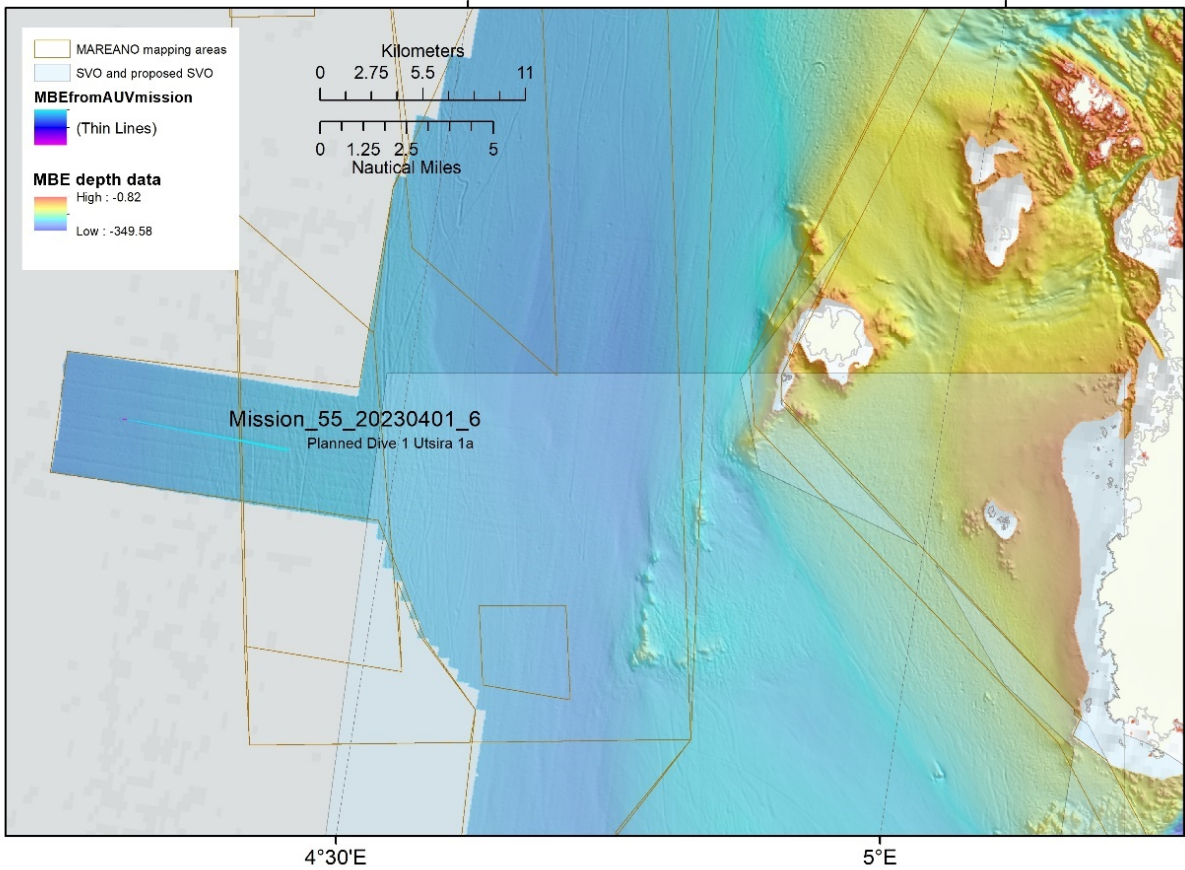 MAREANO mapping areas
SVO and proposed SVO
MBEfromAUVmission
(Thin Lines)
MBE depth data
High : -0.82
Low : -349.58
Kilometers
0 2.75 5.5 11
0 1.25 2.5 5
Nautical Miles
Mission_55_20230401_6
Planned Dive 1 Utsira 1a
4°30'E 5°E